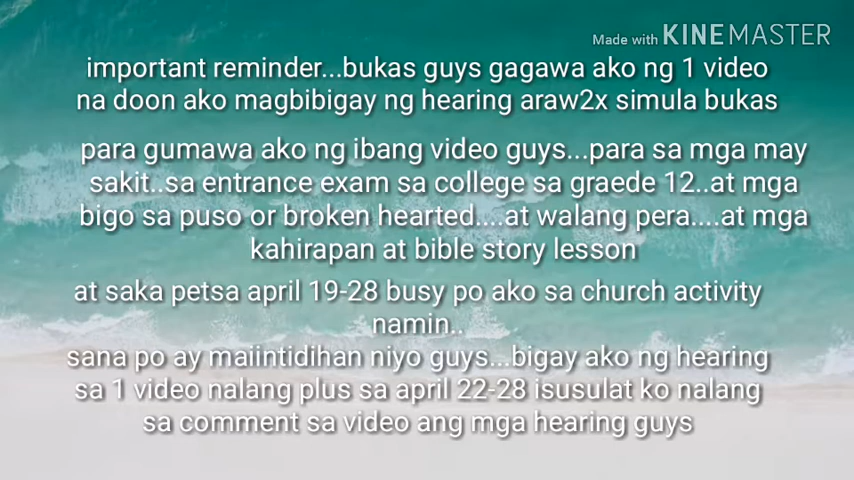 Made with KINEMASTER
important reminder...bukas guys gagawa ako ng 1 video
na doon ako magbibigay ng hearing araw2x simula bukas
para gumawa ako ng ibang video guys...para sa mga may
sakit..sa entrance exam sa college sa graede 12..at mga
bigo sa puso or broken hearted....at walang pera....at mga
kahirapan at bible story lesson
at saka petsa april 19-28 busy po ako sa church activity
namin..
sana po ay maiintidihan niyo guys...bigay ako ng hearing
sa 1 video nalang plus sa april 22-28 isusulat ko nalang
sa comment sa video ang mga hearing guys